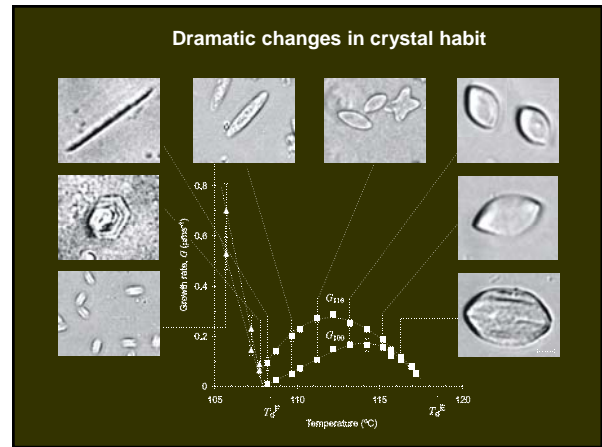 Dramatic changes in crystal habit
0.8
0.6
0.4
0.2
0
Growth rate, G (μms⁻¹)
G110
G100
105
110
115
120
Temperature (°C)